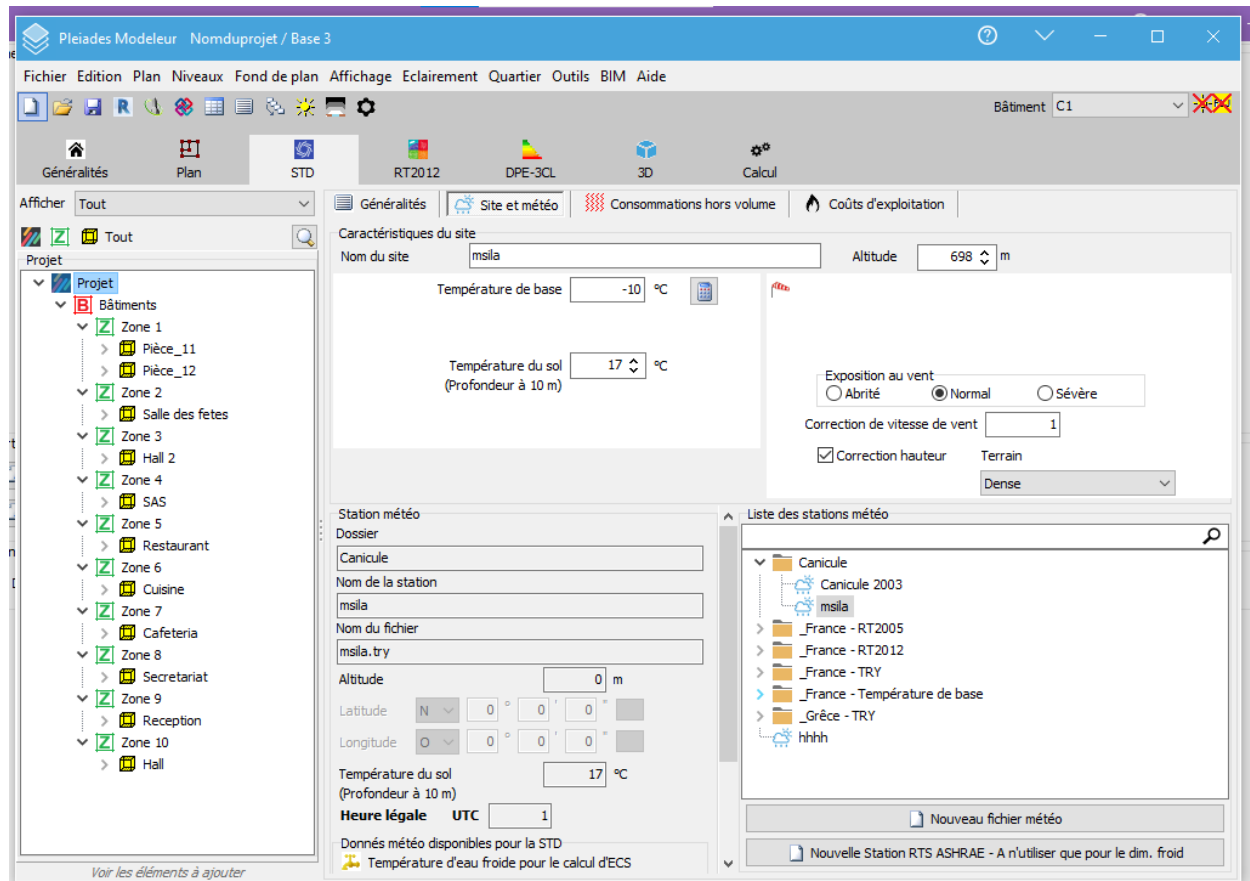 Pleiades Modeleur Nomduprojet / Base 3
Fichier Edition Plan Niveaux Fond de plan Affichage Eclairement Quartier Outils BIM Aide
R
Bâtiment C1
Généralités Plan STD RT2012 DPE-3CL 3D Calcul
Afficher Tout
Z Tout
Projet
Projet
B Bâtiments
Z Zone 1
Pièce_11
Pièce_12
Z Zone 2
Salle des fetes
Z Zone 3
Hall 2
Z Zone 4
SAS
Z Zone 5
Restaurant
Z Zone 6
Cuisine
Z Zone 7
Cafeteria
Z Zone 8
Secretariat
Z Zone 9
Reception
Z Zone 10
Hall
Voir les éléments à ajouter
Généralités Site et météo Consommations hors volume Coûts d'exploitation
Caractéristiques du site
Nom du site msila Altitude 698 m
Température de base -10 °C
Température du sol 17 °C
(Profondeur à 10 m)
Exposition au vent
Abrité Normal Sévère
Correction de vitesse de vent 1
Correction hauteur Terrain
Dense
Station météo
Dossier
Canicule
Nom de la station
msila
Nom du fichier
msila.try
Altitude 0 m
Latitude N 0 ° 0 ' 0 "
Longitude O 0 ° 0 ' 0 "
Température du sol 17 °C
(Profondeur à 10 m)
Heure légale UTC 1
Donnés météo disponibles pour la STD
Température d'eau froide pour le calcul d'ECS
Liste des stations météo
Canicule
Canicule 2003
msila
_France - RT2005
_France - RT2012
_France - TRY
_France - Température de base
_Grêce - TRY
hhhh
Nouveau fichier météo
Nouvelle Station RTS ASHRAE - A n'utiliser que pour le dim. froid